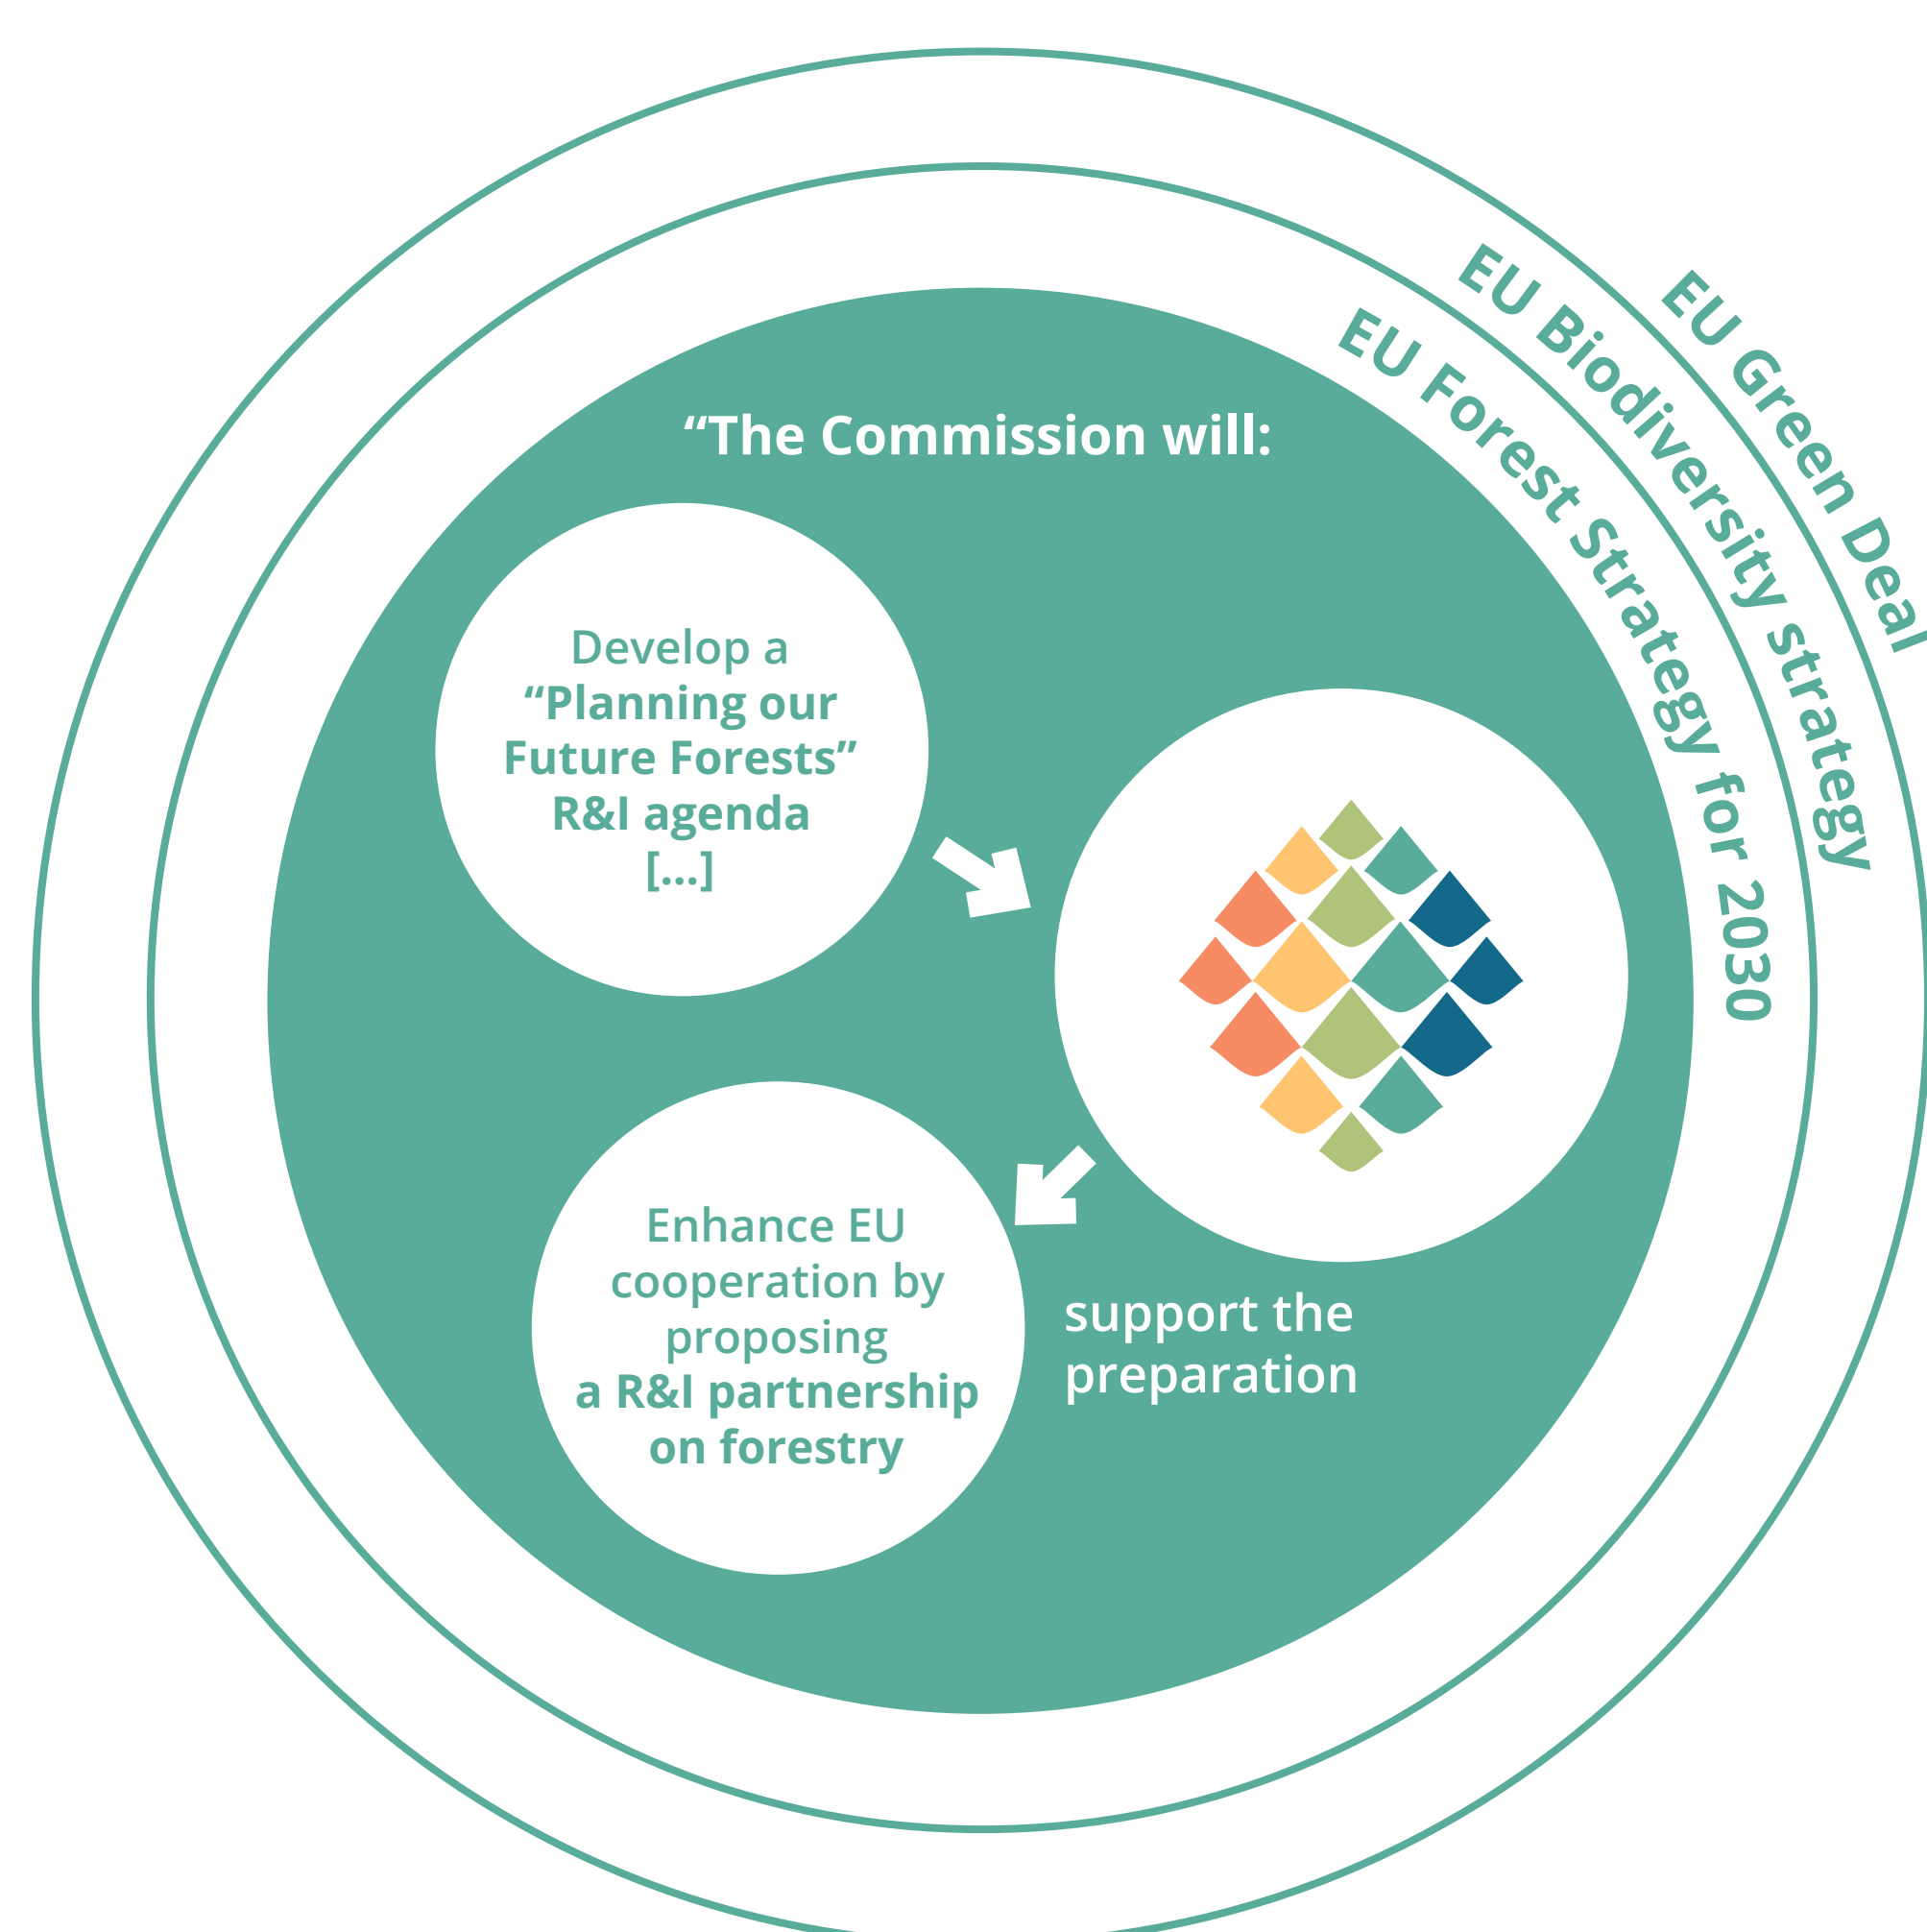 EU Green Deal
EU Biodiversity strategy
EU Forest Strategy for 2030
“The Commission will:
Develop a
“Planning our
Future Forests”
R&I agenda
[...]
Enhance EU
cooperation by
proposing
a R&I partnership
on forestry
support the
preparation